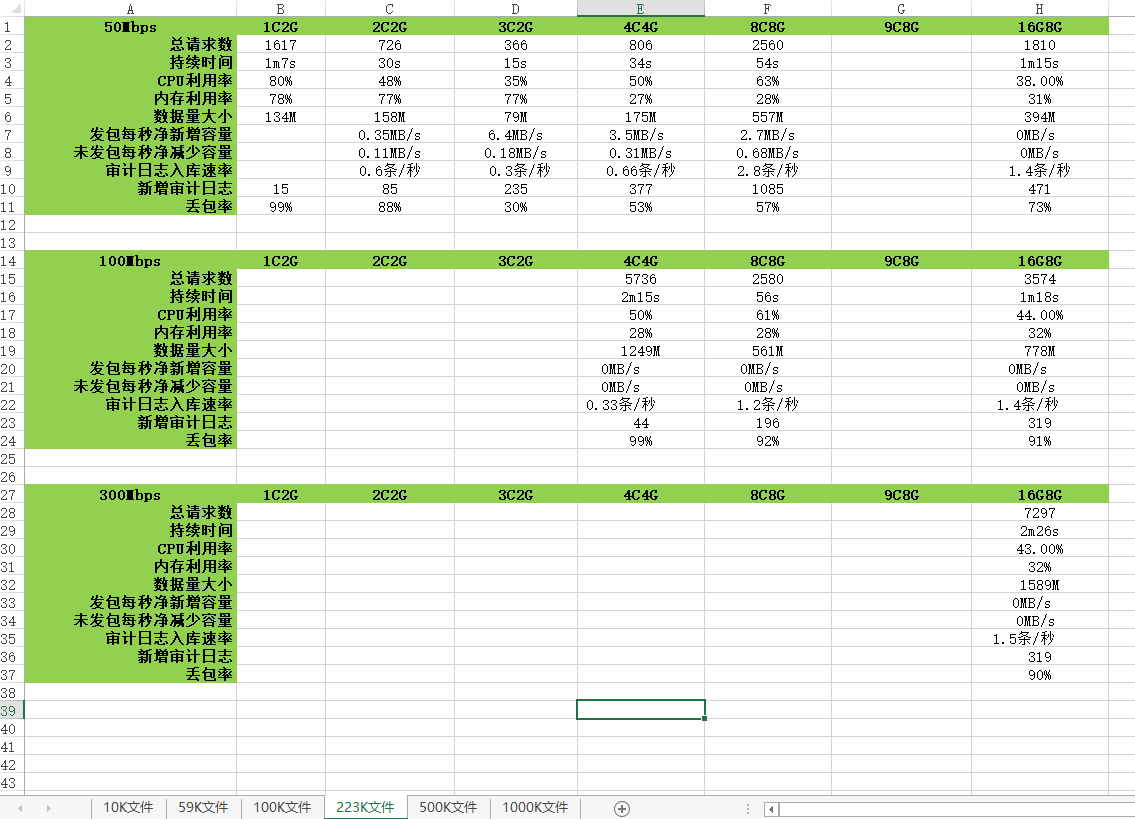 A B C D E F G H
1 50Mbps 1C2G 2C2G 3C2G 4C4G 8C8G 9C8G 16G8G
2 总请求数 1617 726 366 806 2560 1810
3 持续时间 1m7s 30s 15s 34s 54s 1m15s
4 CPU利用率 80% 48% 35% 50% 63% 38.00%
5 内存利用率 78% 77% 77% 27% 28% 31%
6 数据量大小 134M 158M 79M 175M 557M 394M
7 发包每秒净新增容量 0.35MB/s 6.4MB/s 3.5MB/s 2.7MB/s 0MB/s
8 未发包每秒净减少容量 0.11MB/s 0.18MB/s 0.31MB/s 0.68MB/s 0MB/s
9 审计日志入库速率 0.6条/秒 0.3条/秒 0.66条/秒 2.8条/秒 1.4条/秒
10 新增审计日志 15 85 235 377 1085 471
11 丢包率 99% 88% 30% 53% 57% 73%
12
13
14 100Mbps 1C2G 2C2G 3C2G 4C4G 8C8G 9C8G 16G8G
15 总请求数 5736 2580 3574
16 持续时间 2m15s 56s 1m18s
17 CPU利用率 50% 61% 44.00%
18 内存利用率 28% 28% 32%
19 数据量大小 1249M 561M 778M
20 发包每秒净新增容量 0MB/s 0MB/s 0MB/s
21 未发包每秒净减少容量 0MB/s 0MB/s 0MB/s
22 审计日志入库速率 0.33条/秒 1.2条/秒 1.4条/秒
23 新增审计日志 44 196 319
24 丢包率 99% 92% 91%
25
26
27 300Mbps 1C2G 2C2G 3C2G 4C4G 8C8G 9C8G 16G8G
28 总请求数 7297
29 持续时间 2m26s
30 CPU利用率 43.00%
31 内存利用率 32%
32 数据量大小 1589M
33 发包每秒净新增容量 0MB/s
34 未发包每秒净减少容量 0MB/s
35 审计日志入库速率 1.5条/秒
36 新增审计日志 319
37 丢包率 90%
38
39
40
41
42
43
10K文件 59K文件 100K文件 223K文件 500K文件 1000K文件